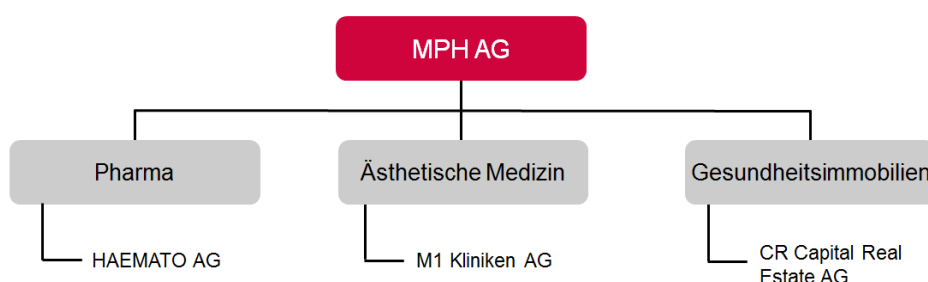 MPH AG
Pharma
Ästhetische Medizin
Gesundheitsimmobilien
HAEMATO AG
M1 Kliniken AG
CR Capital Real
Estate AG